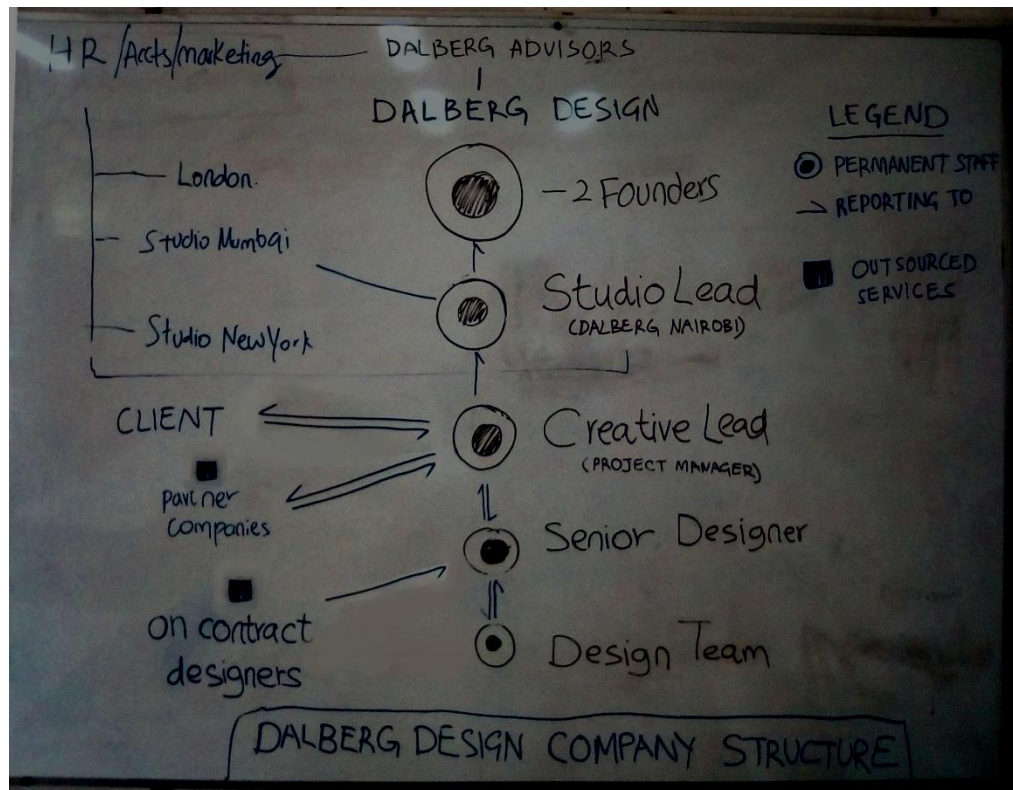 HR/Accts/marketing
DALBERG ADVISORS
DALBERG DESIGN
LEGEND
PERMANENT STAFF
REPORTING TO
OUTSOURCED
SERVICES
London.
Studio Mumbai
Studio NewYork
-2 Founders
Studio Lead
(DALBERG NAIROBI)
CLIENT
Creative Lead
(PROJECT MANAGER)
partner
companies
Senior Designer
on contract
designers
Design Team
DALBERG DESIGN COMPANY STRUCTURE